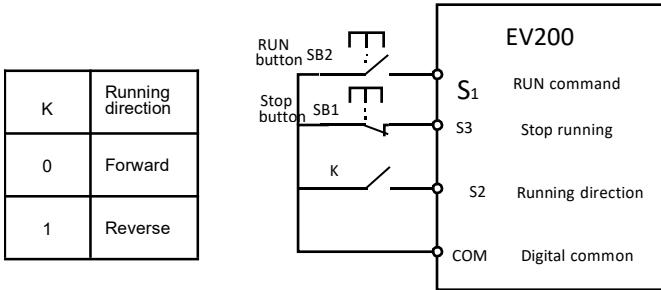 K
Running
direction
0
Forward
1
Reverse
EV200
RUN
button SB2
S1
RUN command
Stop
button SB1
S3
Stop running
K
S2
Running direction
COM
Digital common